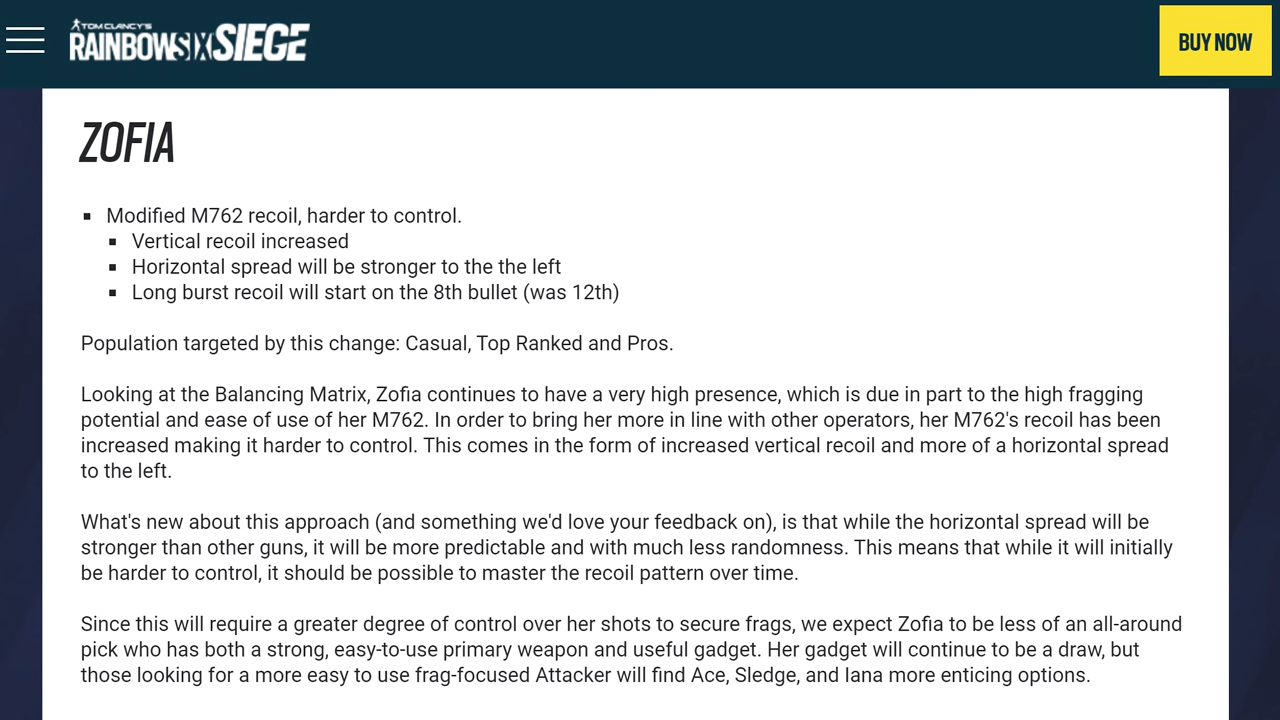 TOM CLANCY'S
RAINBOWSIX SIEGE
BUY NOW
ZOFIA
▪ Modified M762 recoil, harder to control.
▪ Vertical recoil increased
▪ Horizontal spread will be stronger to the the left
▪ Long burst recoil will start on the 8th bullet (was 12th)
Population targeted by this change: Casual, Top Ranked and Pros.
Looking at the Balancing Matrix, Zofia continues to have a very high presence, which is due in part to the high fragging
potential and ease of use of her M762. In order to bring her more in line with other operators, her M762's recoil has been
increased making it harder to control. This comes in the form of increased vertical recoil and more of a horizontal spread
to the left.
What's new about this approach (and something we'd love your feedback on), is that while the horizontal spread will be
stronger than other guns, it will be more predictable and with much less randomness. This means that while it will initially
be harder to control, it should be possible to master the recoil pattern over time.
Since this will require a greater degree of control over her shots to secure frags, we expect Zofia to be less of an all-around
pick who has both a strong, easy-to-use primary weapon and useful gadget. Her gadget will continue to be a draw, but
those looking for a more easy to use frag-focused Attacker will find Ace, Sledge, and Iana more enticing options.